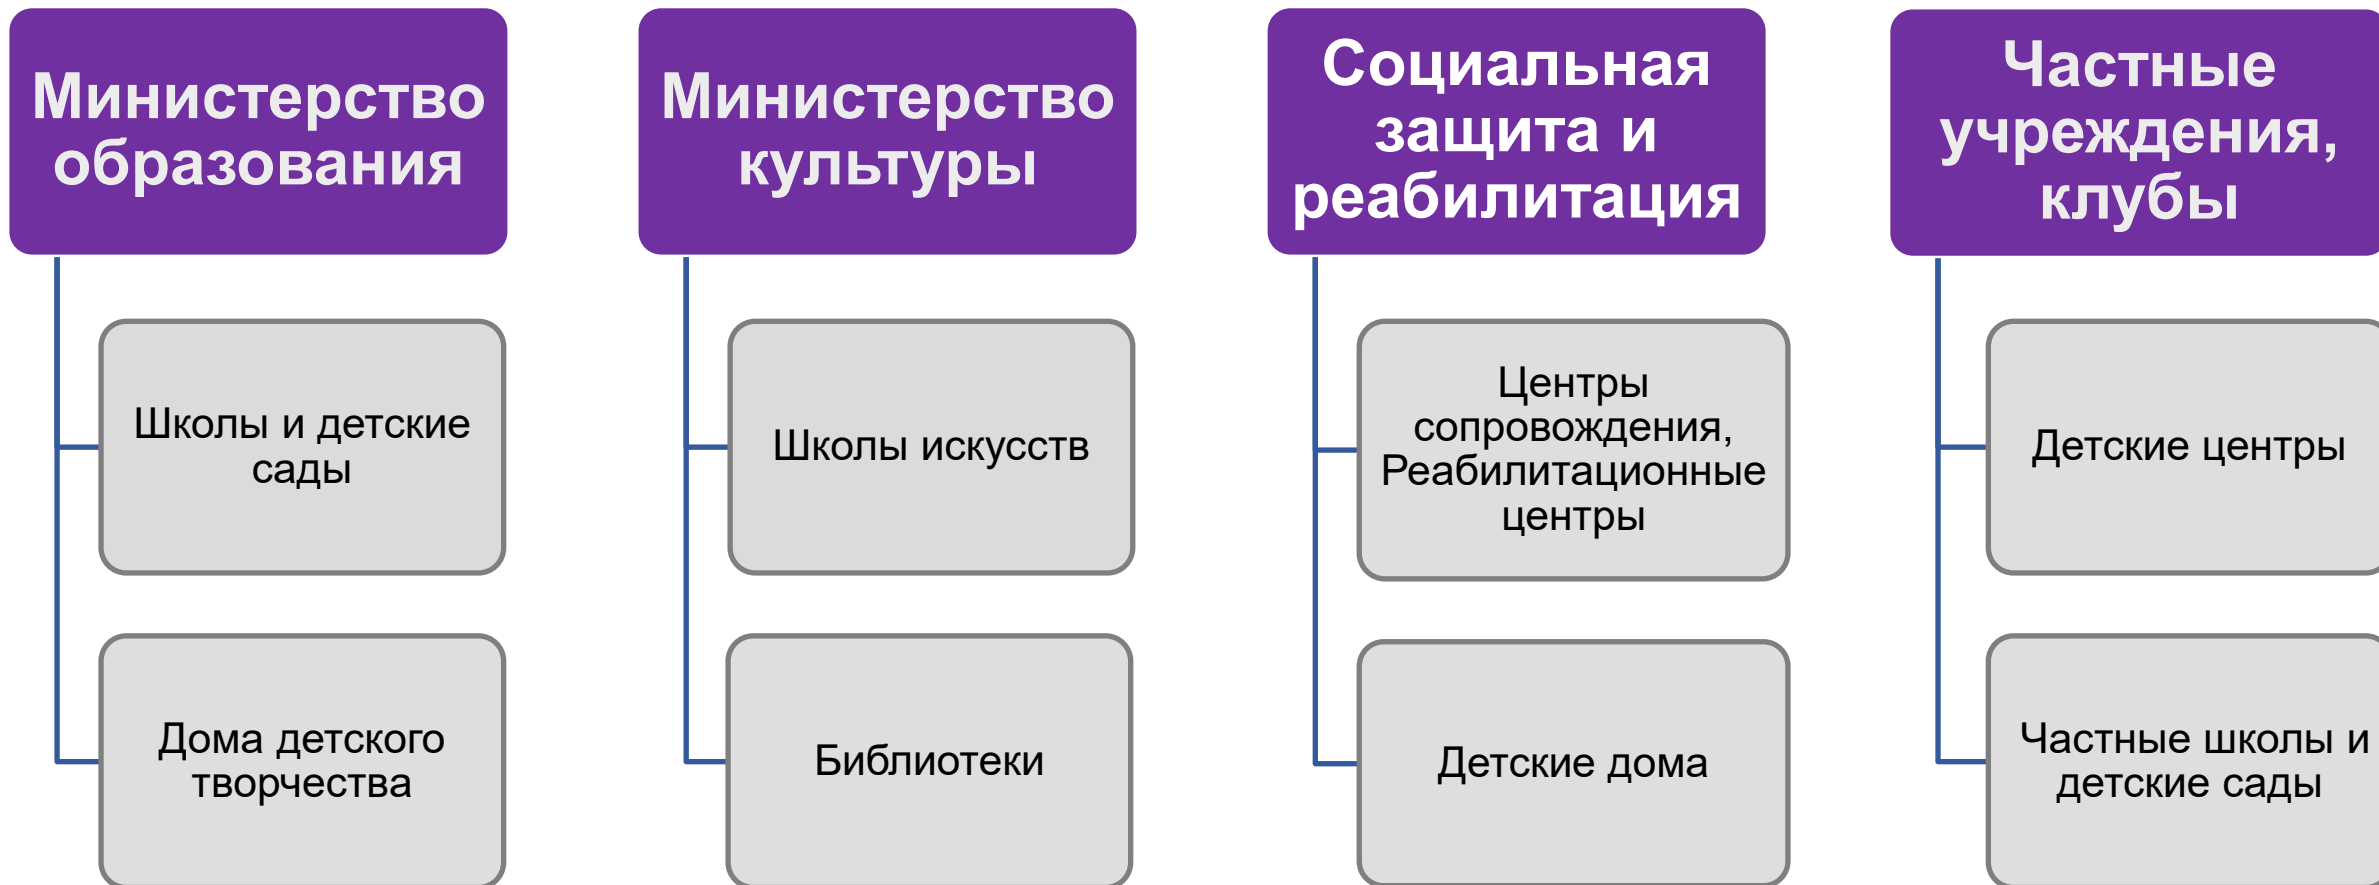 Министерство
образования
Министерство
культуры
Социальная
защита и
реабилитация
Частные
учреждения,
клубы
Школы и детские
сады
Школы искусств
Центры
сопровождения,
Реабилитационные
центры
Детские центры
Дома детского
творчества
Библиотеки
Детские дома
Частные школы и
детские сады